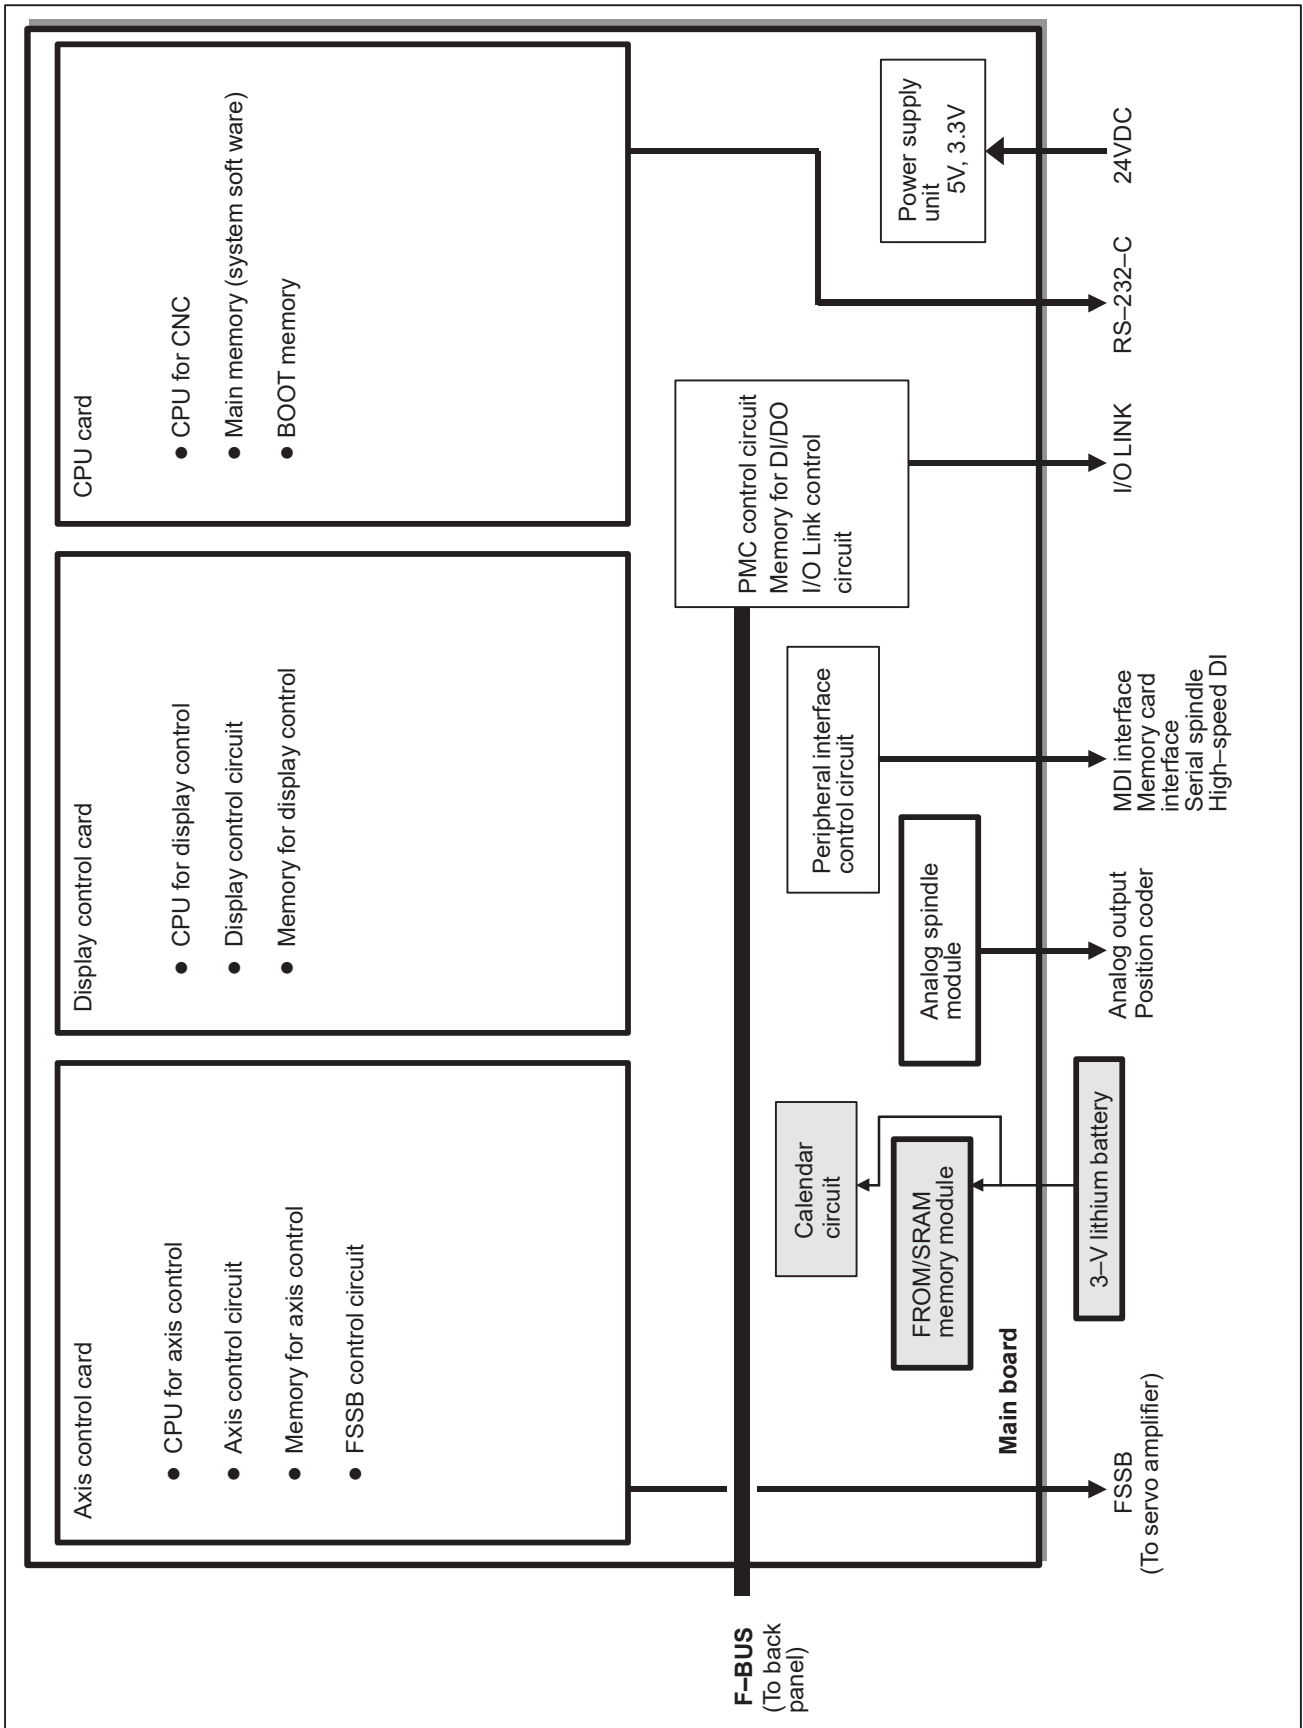 Axis control card
● CPU for axis control
● Axis control circuit
● Memory for axis control
● FSSB control circuit
Display control card
● CPU for display control
● Display control circuit
● Memory for display control
CPU card
● CPU for CNC
● Main memory (system soft ware)
● BOOT memory
F–BUS
(To back
panel)
PMC control circuit
Memory for DI/DO
I/O Link control
circuit
Calendar
circuit
FROM/SRAM
memory module
Peripheral interface
control circuit
Analog spindle
module
Power supply
unit
5V, 3.3V
Main board
3–V lithium battery
FSSB
(To servo amplifier)
Analog output
Position coder
MDI interface
Memory card
interface
Serial spindle
High–speed DI
I/O LINK
RS–232–C
24VDC